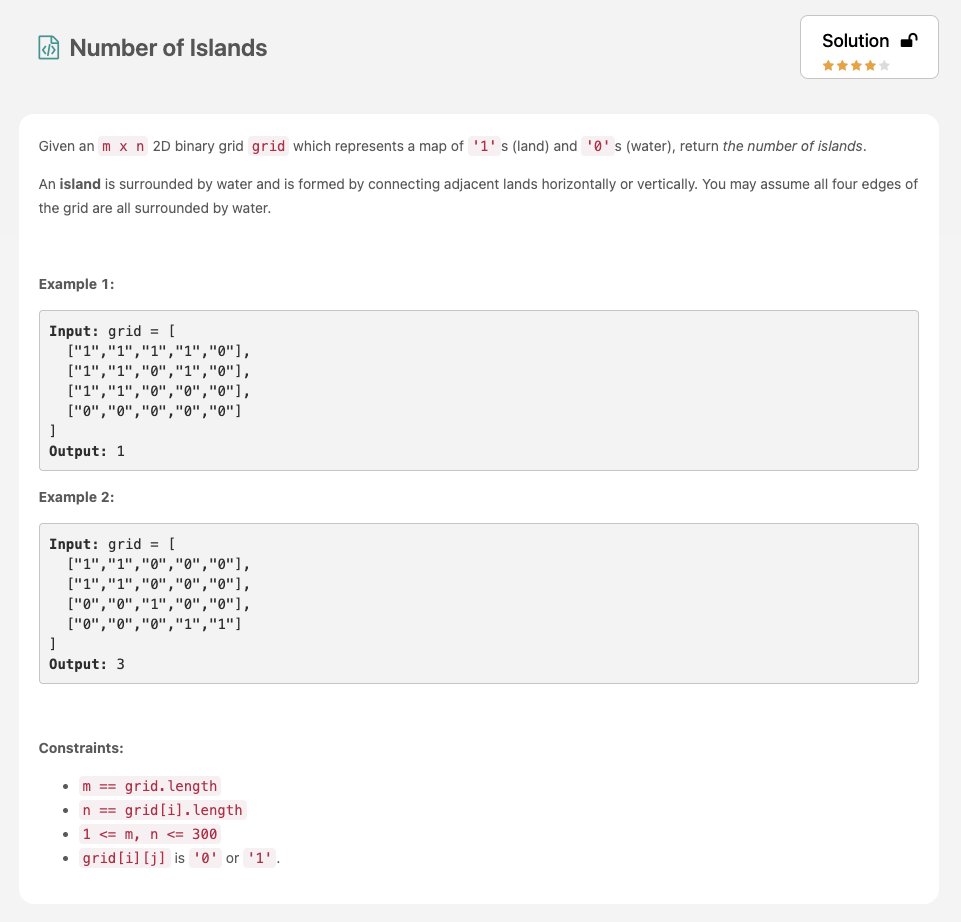 Number of Islands
Solution
Given an m x n 2D binary grid grid which represents a map of '1' s (land) and '0' s (water), return the number of islands.
An island is surrounded by water and is formed by connecting adjacent lands horizontally or vertically. You may assume all four edges of
the grid are all surrounded by water.
Example 1:
Input: grid = [
  ["1","1","1","1","0"],
  ["1","1","0","1","0"],
  ["1","1","0","0","0"],
  ["0","0","0","0","0"]
]
Output: 1
Example 2:
Input: grid = [
  ["1","1","0","0","0"],
  ["1","1","0","0","0"],
  ["0","0","1","0","0"],
  ["0","0","0","1","1"]
]
Output: 3
Constraints:
• m == grid.length
• n == grid[i].length
• 1 <= m, n <= 300
• grid[i][j] is '0' or '1'.